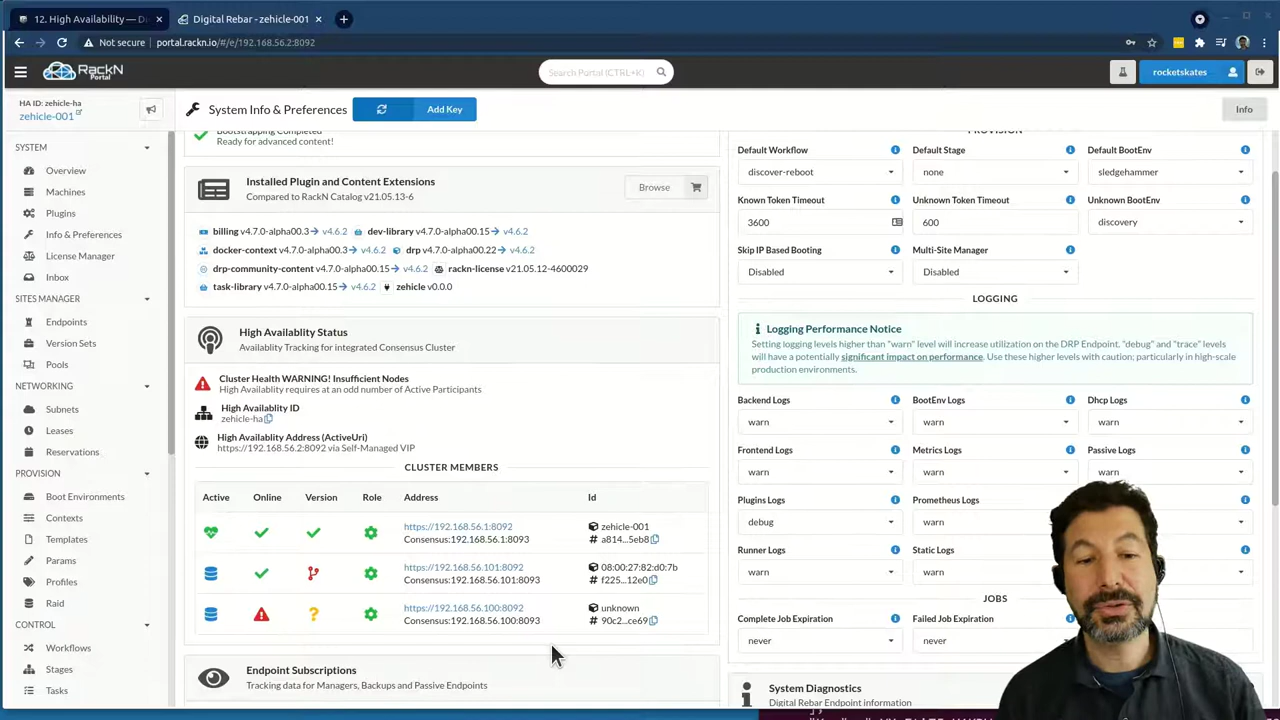 12. High Availability — D
Digital Rebar - zehicle-001
Not secure
portal.rackn.io/#/e/192.168.56.2:8092
RackN
Portal
Search Portal (CTRL+K)
rocketskates
HA ID: zehicle-ha
zehicle-001
System Info & Preferences
Add Key
Info
SYSTEM
Overview
Machines
Plugins
Info & Preferences
License Manager
Inbox
SITES MANAGER
Endpoints
Version Sets
Pools
NETWORKING
Subnets
Leases
Reservations
PROVISION
Boot Environments
Contexts
Templates
Params
Profiles
Raid
CONTROL
Workflows
Stages
Tasks
Bootstrapping Completed
Ready for advanced content!
Installed Plugin and Content Extensions
Compared to RackN Catalog v21.05.13-6
Browse
billing v4.7.0-alpha00.3 → v4.6.2 dev-library v4.7.0-alpha00.15 → v4.6.2
docker-context v4.7.0-alpha00.3 → v4.6.2 drp v4.7.0-alpha00.22 → v4.6.2
drp-community-content v4.7.0-alpha00.15 → v4.6.2 rackn-license v21.05.12-4600029
task-library v4.7.0-alpha00.15 → v4.6.2 zehicle v0.0.0
High Availablity Status
Availablity Tracking for integrated Consensus Cluster
Cluster Health WARNING! Insufficient Nodes
High Availablity requires at an odd number of Active Participants
High Availablity ID
zehicle-ha
High Availablity Address (ActiveUri)
https://192.168.56.2:8092 via Self-Managed VIP
CLUSTER MEMBERS
Active Online Version Role Address Id
https://192.168.56.1:8092 zehicle-001
Consensus:192.168.56.1:8093 # a814...5eb8
https://192.168.56.101:8092 08:00:27:82:d0:7b
Consensus:192.168.56.101:8093 # f225...12e0
https://192.168.56.100:8092 unknown
Consensus:192.168.56.100:8093 # 90c2...ce69
Endpoint Subscriptions
Tracking data for Managers, Backups and Passive Endpoints
PROVISION
Default Workflow Default Stage Default BootEnv
discover-reboot none sledgehammer
Known Token Timeout Unknown Token Timeout Unknown BootEnv
3600 600 discovery
Skip IP Based Booting Multi-Site Manager
Disabled Disabled
LOGGING
Logging Performance Notice
Setting logging levels higher than "warn" level will increase utilization on the DRP Endpoint. "debug" and "trace" levels
will have a potentially significant impact on performance. Use these higher levels with caution; particularly in high-scale
production environments.
Backend Logs BootEnv Logs Dhcp Logs
warn warn warn
Frontend Logs Metrics Logs Passive Logs
warn warn warn
Plugins Logs Prometheus Logs
debug warn
Runner Logs Static Logs
warn warn
JOBS
Complete Job Expiration Failed Job Expiration
never never
System Diagnostics
Digital Rebar Endpoint information